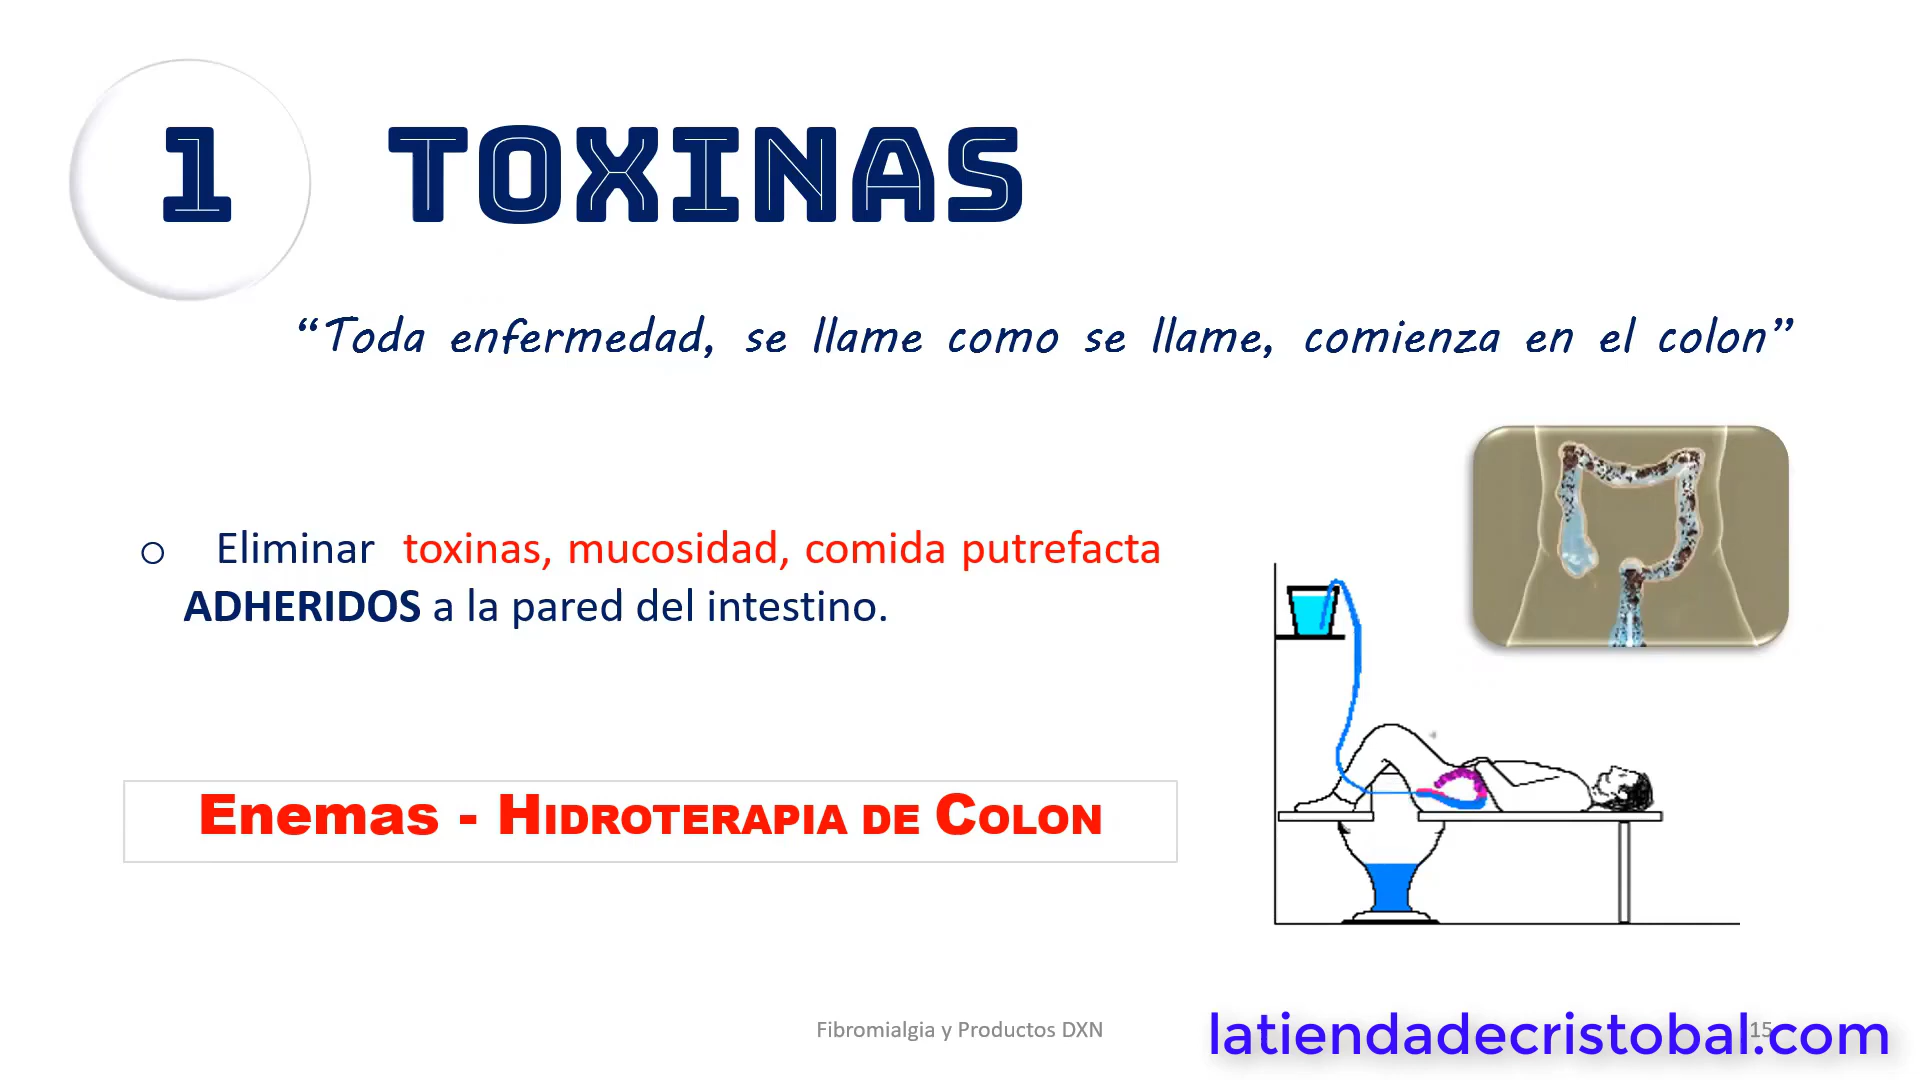 1 TOXINAS
“Toda enfermedad, se llame como se llame, comienza en el colon”
o Eliminar toxinas, mucosidad, comida putrefacta
ADHERIDOS a la pared del intestino.
Enemas - HIDROTERAPIA DE COLON
Fibromialgia y Productos DXN
15
latiendadecristobal.com